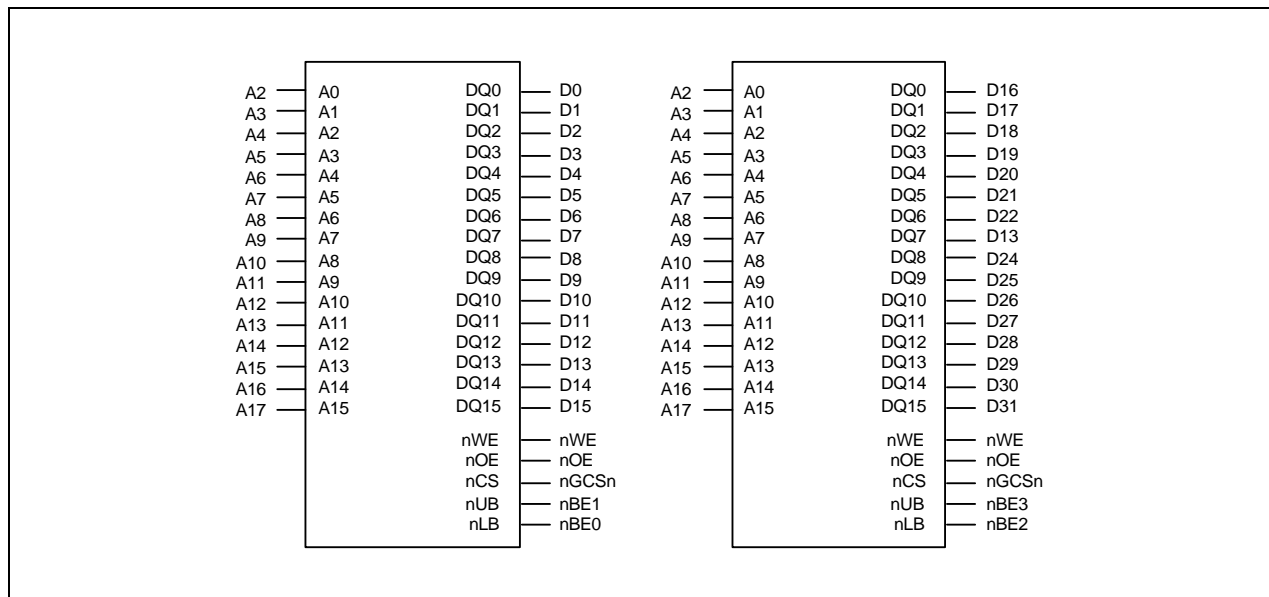 A2 A0 DQ0 D0 A2 A0 DQ0 D16
A3 A1 DQ1 D1 A3 A1 DQ1 D17
A4 A2 DQ2 D2 A4 A2 DQ2 D18
A5 A3 DQ3 D3 A5 A3 DQ3 D19
A6 A4 DQ4 D4 A6 A4 DQ4 D20
A7 A5 DQ5 D5 A7 A5 DQ5 D21
A8 A6 DQ6 D6 A8 A6 DQ6 D22
A9 A7 DQ7 D7 A9 A7 DQ7 D13
A10 A8 DQ8 D8 A10 A8 DQ8 D24
A11 A9 DQ9 D9 A11 A9 DQ9 D25
A12 A10 DQ10 D10 A12 A10 DQ10 D26
A13 A11 DQ11 D11 A13 A11 DQ11 D27
A14 A12 DQ12 D12 A14 A12 DQ12 D28
A15 A13 DQ13 D13 A15 A13 DQ13 D29
A16 A14 DQ14 D14 A16 A14 DQ14 D30
A17 A15 DQ15 D15 A17 A15 DQ15 D31
nWE nWE nWE nWE
nOE nOE nOE nOE
nCS nGCSn nCS nGCSn
nUB nBE1 nUB nBE3
nLB nBE0 nLB nBE2